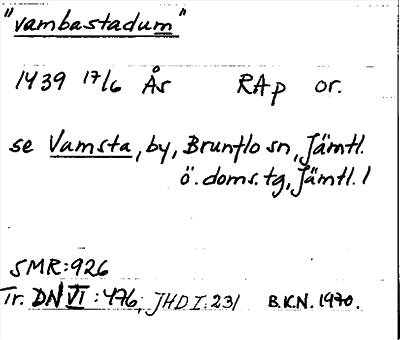 "vambastadum"
1439 17/6 Ås RAp or.
se Vamsta, by, Brunflo sn, Jämtl.
ö. doms. tg, Jämtl. l
SMR:926
Tr. DN VI:476; JHD I:231 B.K.N. 1970.